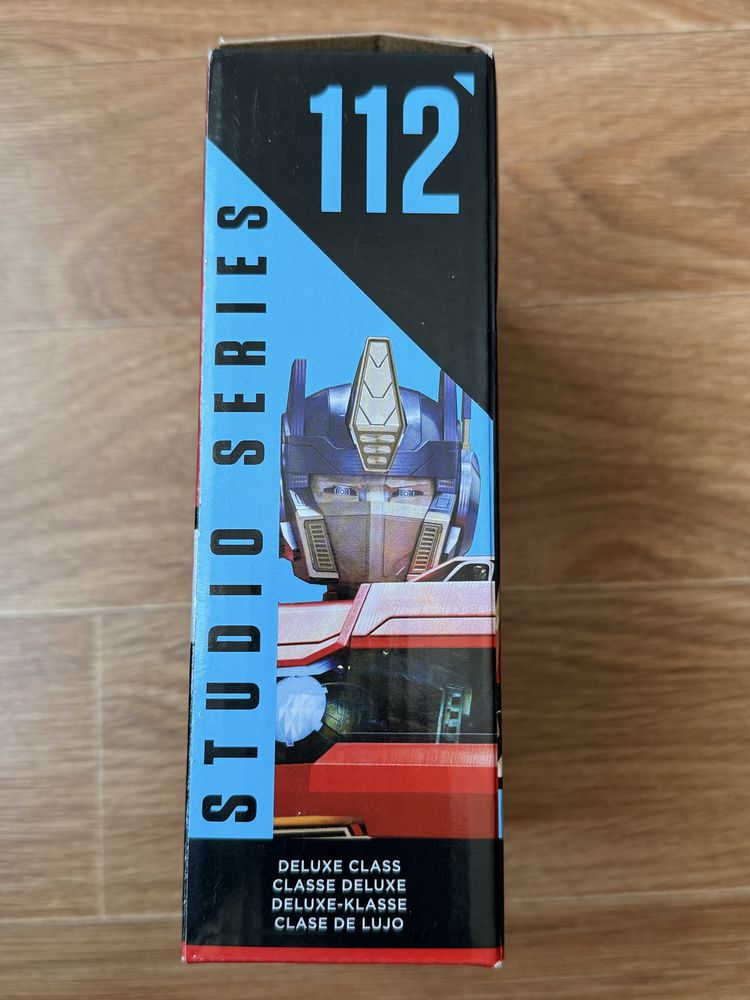 112
STUDIO SERIES
DELUXE CLASS
CLASSE DELUXE
DELUXE-KLASSE
CLASE DE LUJO